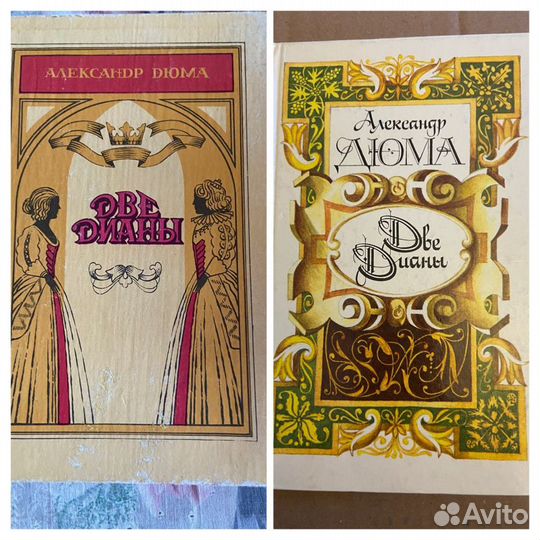 АЛЕКСАНДР ДЮМА
ДВЕ
ДИАНЫ
Александр
ДЮМА
Две
Дианы
Avito